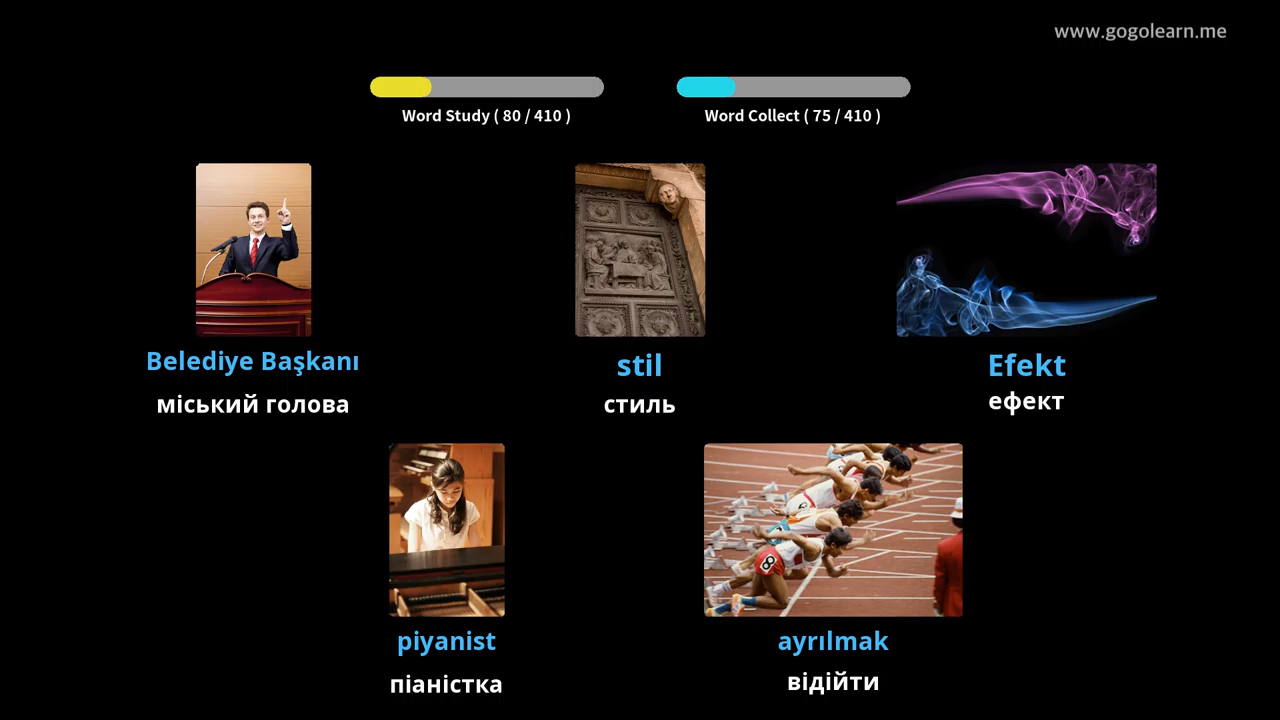 www.gogolearn.me
Word Study ( 80 / 410 )
Word Collect ( 75 / 410 )
Belediye Başkanı
міський голова
stil
стиль
Efekt
ефект
piyanist
піаністка
ayrılmak
відійти